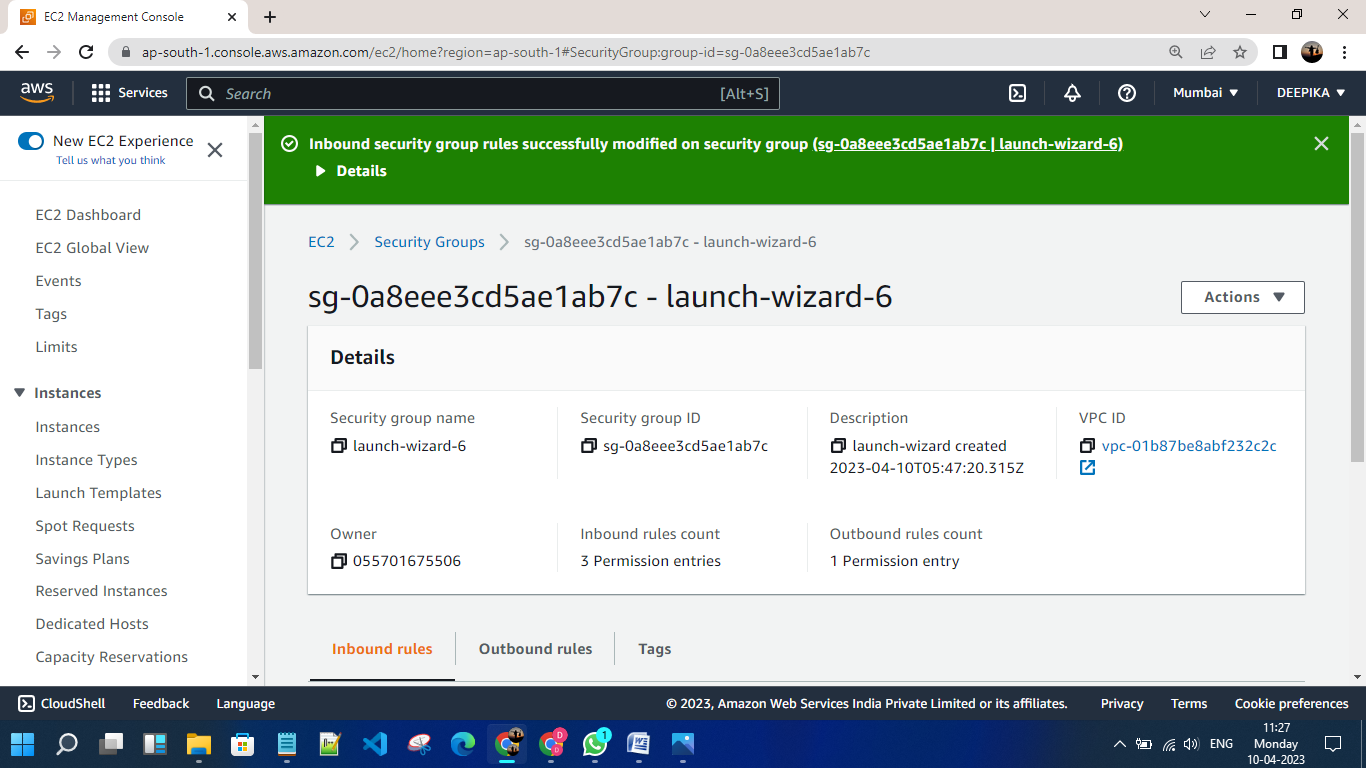 EC2 Management Console
ap-south-1.console.aws.amazon.com/ec2/home?region=ap-south-1#SecurityGroup:group-id=sg-0a8eee3cd5ae1ab7c
aws
Services
Search
[Alt+S]
Mumbai
DEEPIKA
New EC2 Experience
Tell us what you think
EC2 Dashboard
EC2 Global View
Events
Tags
Limits
Instances
Instances
Instance Types
Launch Templates
Spot Requests
Savings Plans
Reserved Instances
Dedicated Hosts
Capacity Reservations
Inbound security group rules successfully modified on security group (sg-0a8eee3cd5ae1ab7c | launch-wizard-6)
Details
EC2
Security Groups
sg-0a8eee3cd5ae1ab7c - launch-wizard-6
sg-0a8eee3cd5ae1ab7c - launch-wizard-6
Actions
Details
Security group name
launch-wizard-6
Security group ID
sg-0a8eee3cd5ae1ab7c
Description
launch-wizard created
2023-04-10T05:47:20.315Z
VPC ID
vpc-01b87be8abf232c2c
Owner
055701675506
Inbound rules count
3 Permission entries
Outbound rules count
1 Permission entry
Inbound rules
Outbound rules
Tags
CloudShell
Feedback
Language
© 2023, Amazon Web Services India Private Limited or its affiliates.
Privacy
Terms
Cookie preferences
D
D
1
W
ENG
11:27
Monday
10-04-2023